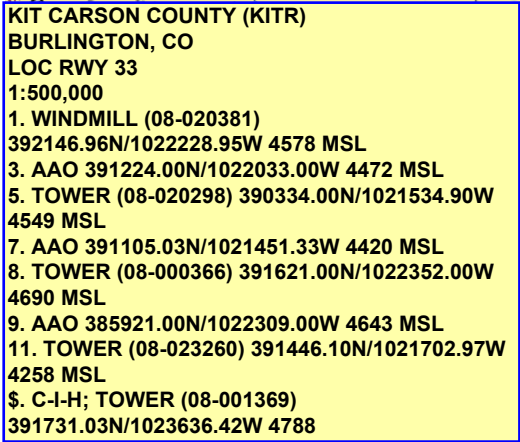 KIT CARSON COUNTY (KITR)
BURLINGTON, CO
LOC RWY 33
1:500,000
1. WINDMILL (08-020381)
392146.96N/1022228.95W 4578 MSL
3. AAO 391224.00N/1022033.00W 4472 MSL
5. TOWER (08-020298) 390334.00N/1021534.90W
4549 MSL
7. AAO 391105.03N/1021451.33W 4420 MSL
8. TOWER (08-000366) 391621.00N/1022352.00W
4690 MSL
9. AAO 385921.00N/1022309.00W 4643 MSL
11. TOWER (08-023260) 391446.10N/1021702.97W
4258 MSL
$. C-I-H; TOWER (08-001369)
391731.03N/1023636.42W 4788